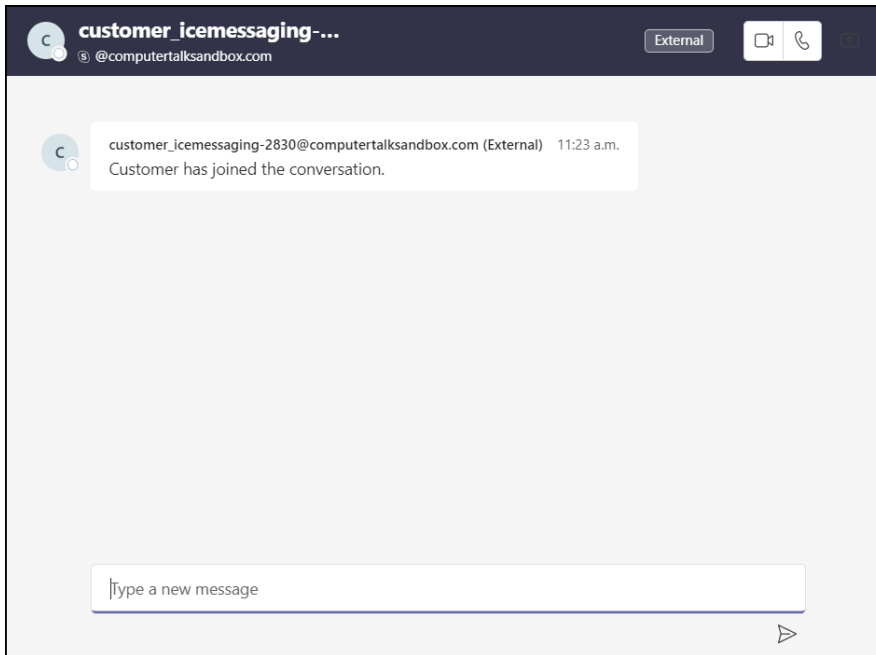 C
customer_icemessaging-...
S @computertalksandbox.com
External
C
customer_icemessaging-2830@computertalksandbox.com (External) 11:23 a.m.
Customer has joined the conversation.
Type a new message